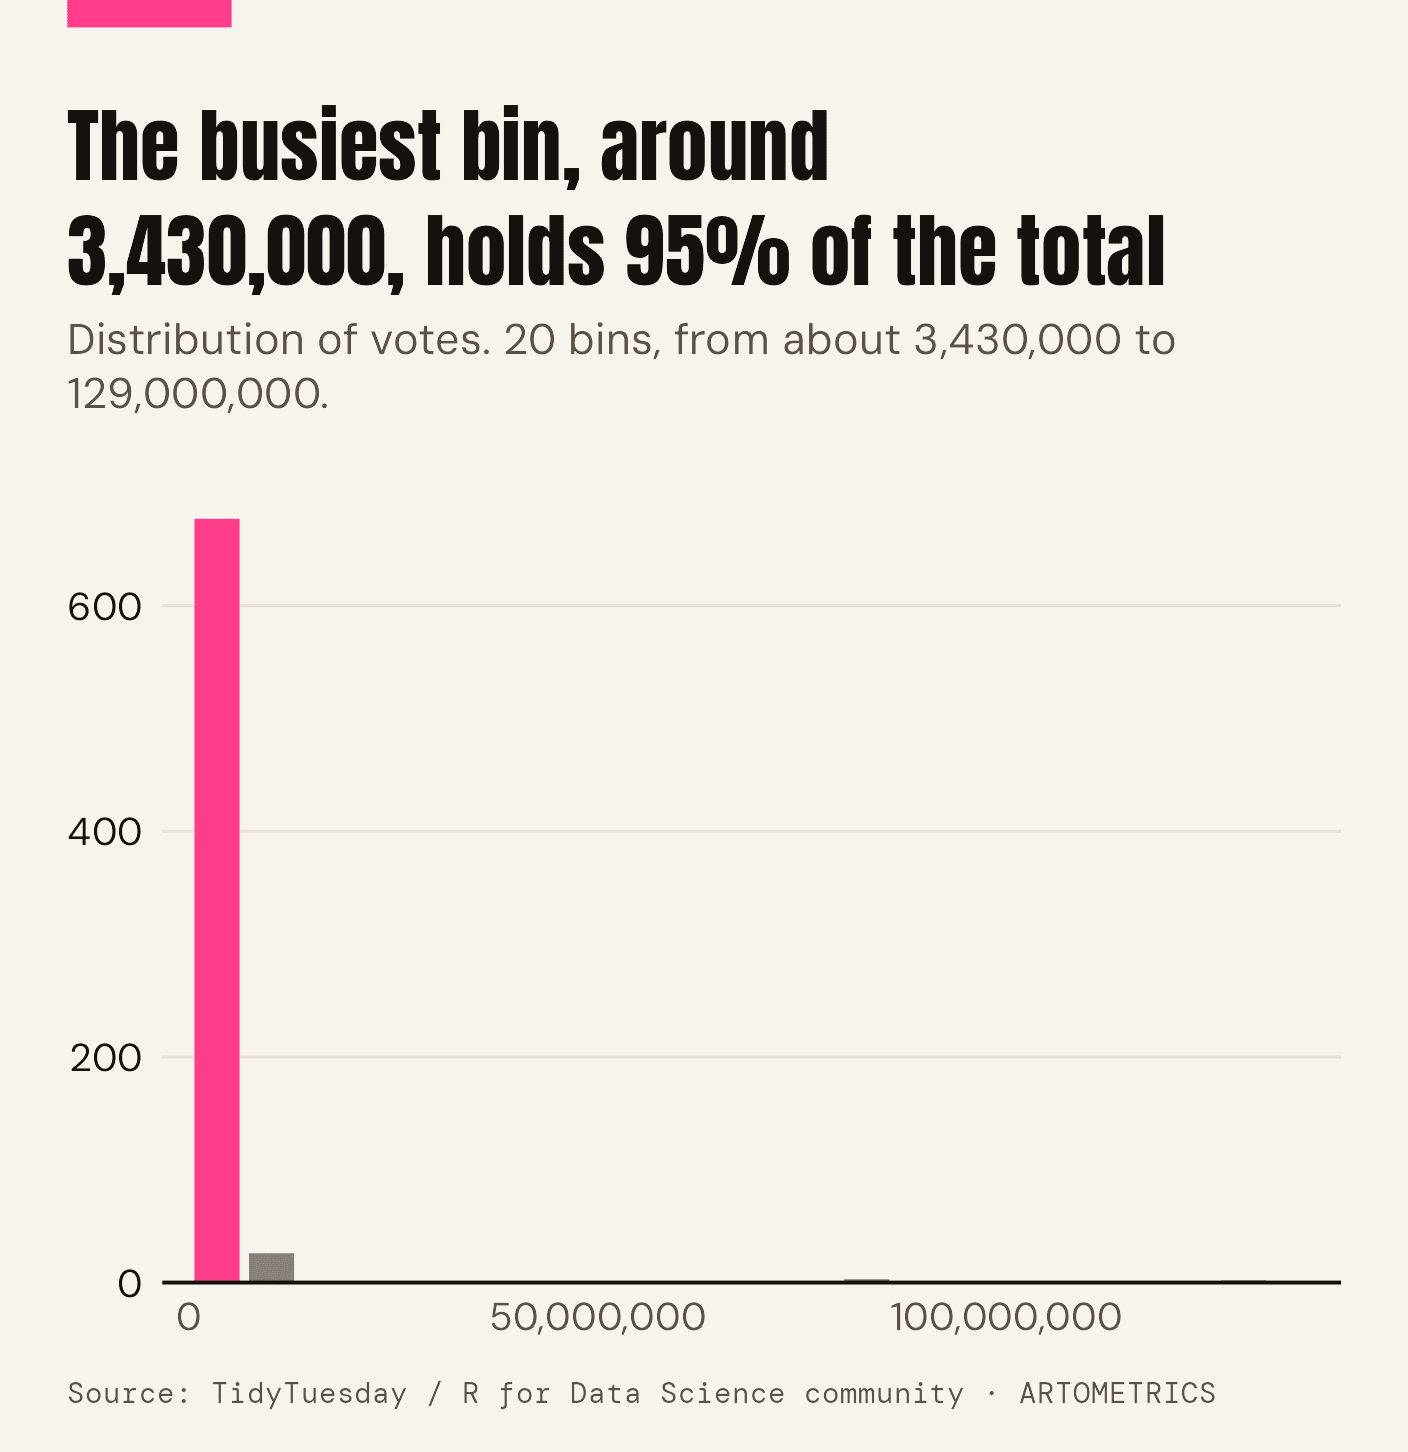 The busiest bin, around
3,430,000, holds 95% of the total
Distribution of votes. 20 bins, from about 3,430,000 to
129,000,000.
600
400
200
0
0 50,000,000 100,000,000
Source: TidyTuesday / R for Data Science community · ARTOMETRICS